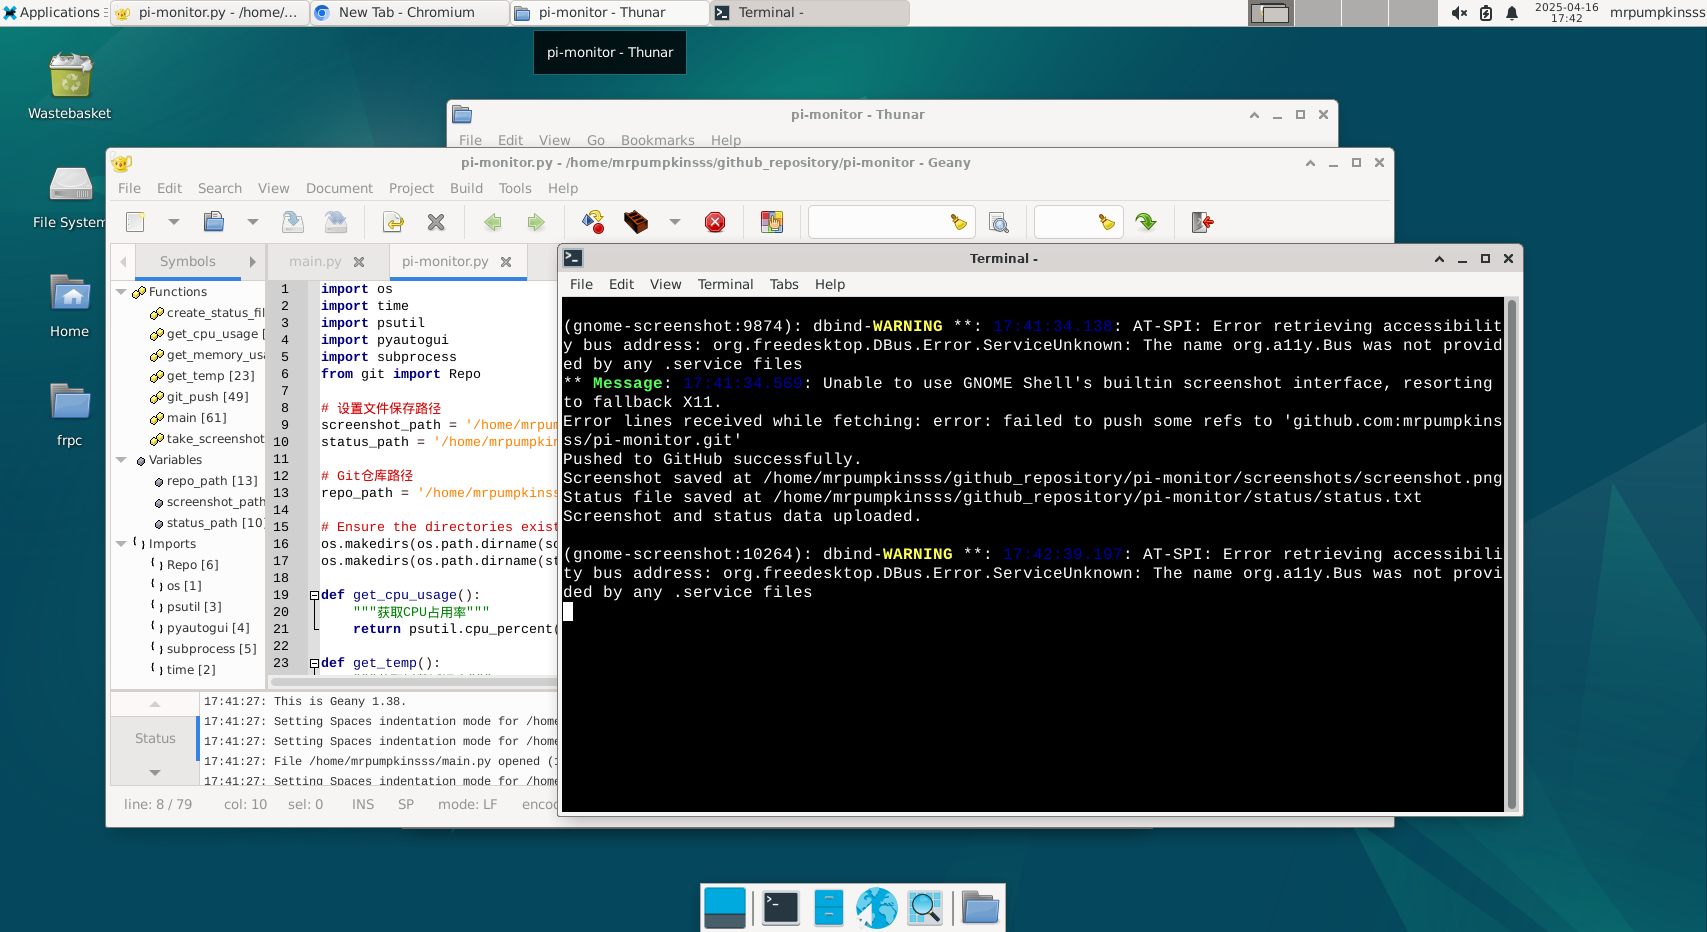 Applications
pi-monitor.py - /home/...
New Tab - Chromium
pi-monitor - Thunar
Terminal -
2025-04-16
17:42
mrpumpkinsss
pi-monitor - Thunar
Wastebasket
File System
Home
frpc
pi-monitor - Thunar
File Edit View Go Bookmarks Help
pi-monitor.py - /home/mrpumpkinsss/github_repository/pi-monitor - Geany
File Edit Search View Document Project Build Tools Help
Symbols
main.py
pi-monitor.py
Functions
create_status_fil
get_cpu_usage [
get_memory_usa
get_temp [23]
git_push [49]
main [61]
take_screenshot
Variables
repo_path [13]
screenshot_path
status_path [10]
Imports
Repo [6]
os [1]
psutil [3]
pyautogui [4]
subprocess [5]
time [2]
1 import os
2 import time
3 import psutil
4 import pyautogui
5 import subprocess
6 from git import Repo
7
8 # 设置文件保存路径
9 screenshot_path = '/home/mrpum
10 status_path = '/home/mrpumpkin
11
12 # Git仓库路径
13 repo_path = '/home/mrpumpkinss
14
15 # Ensure the directories exist
16 os.makedirs(os.path.dirname(sc
17 os.makedirs(os.path.dirname(st
18
19 def get_cpu_usage():
20 """获取CPU占用率"""
21 return psutil.cpu_percent(
22
23 def get_temp():
Status
17:41:27: This is Geany 1.38.
17:41:27: Setting Spaces indentation mode for /home
17:41:27: Setting Spaces indentation mode for /home
17:41:27: File /home/mrpumpkinsss/main.py opened (
17:41:27: Setting Spaces indentation mode for /home
line: 8 / 79 col: 10 sel: 0 INS SP mode: LF enco
Terminal -
File Edit View Terminal Tabs Help
(gnome-screenshot:9874): dbind-WARNING **: 17:41:34.138: AT-SPI: Error retrieving accessibilit
y bus address: org.freedesktop.DBus.Error.ServiceUnknown: The name org.a11y.Bus was not provid
ed by any .service files
** Message: 17:41:34.569: Unable to use GNOME Shell's builtin screenshot interface, resorting
to fallback X11.
Error lines received while fetching: error: failed to push some refs to 'github.com:mrpumpkins
ss/pi-monitor.git'
Pushed to GitHub successfully.
Screenshot saved at /home/mrpumpkinsss/github_repository/pi-monitor/screenshots/screenshot.png
Status file saved at /home/mrpumpkinsss/github_repository/pi-monitor/status/status.txt
Screenshot and status data uploaded.
(gnome-screenshot:10264): dbind-WARNING **: 17:42:39.197: AT-SPI: Error retrieving accessibili
ty bus address: org.freedesktop.DBus.Error.ServiceUnknown: The name org.a11y.Bus was not provi
ded by any .service files